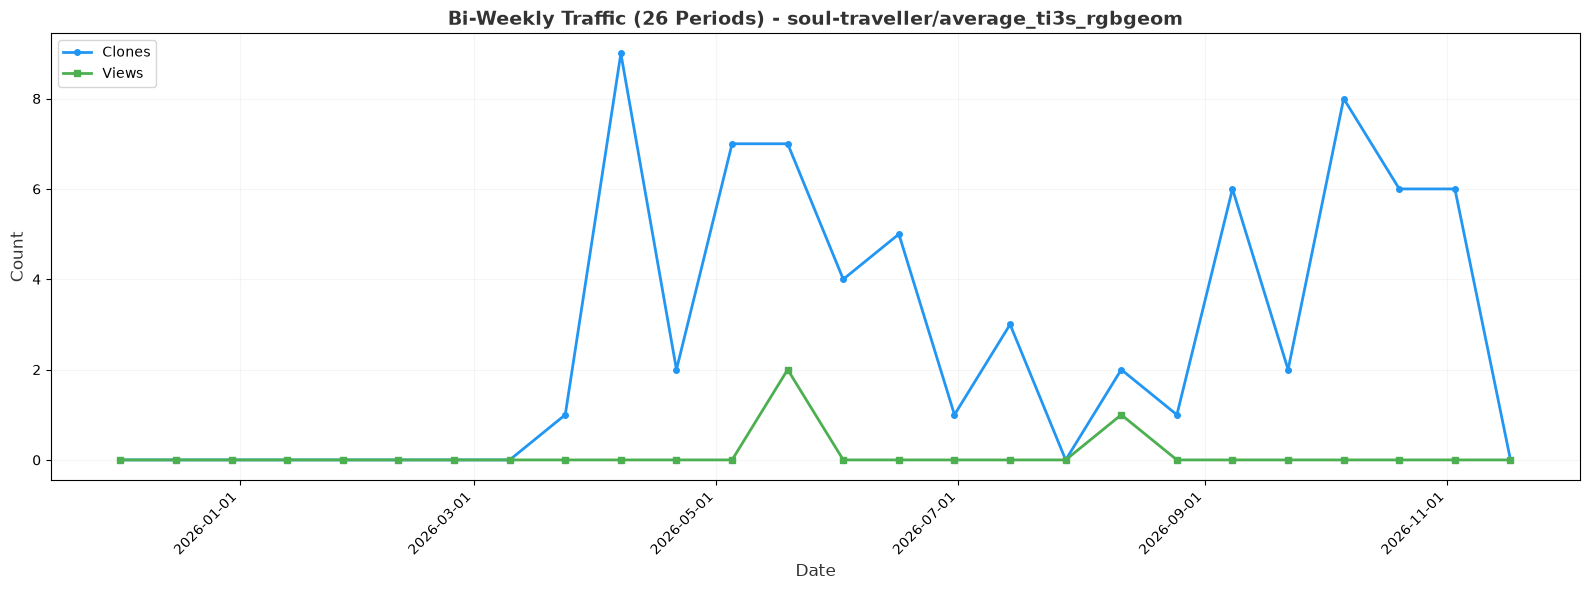 Bi-Weekly Traffic (26 Periods) - soul-traveller/average_ti3s_rgbgeom
Clones
Views
Count
8
6
4
2
0
2026-01-01
2026-03-01
2026-05-01
2026-07-01
2026-09-01
2026-11-01
Date